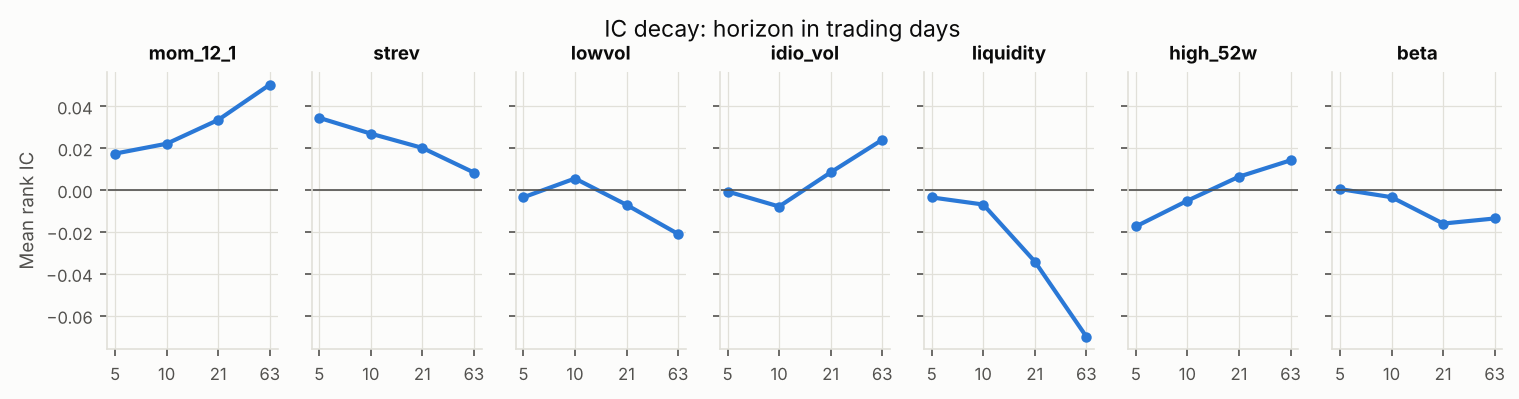 IC decay: horizon in trading days
mom_12_1 strev lowvol idio_vol liquidity high_52w beta
Mean rank IC
0.04
0.02
0.00
−0.02
−0.04
−0.06
5 10 21 63 5 10 21 63 5 10 21 63 5 10 21 63 5 10 21 63 5 10 21 63 5 10 21 63